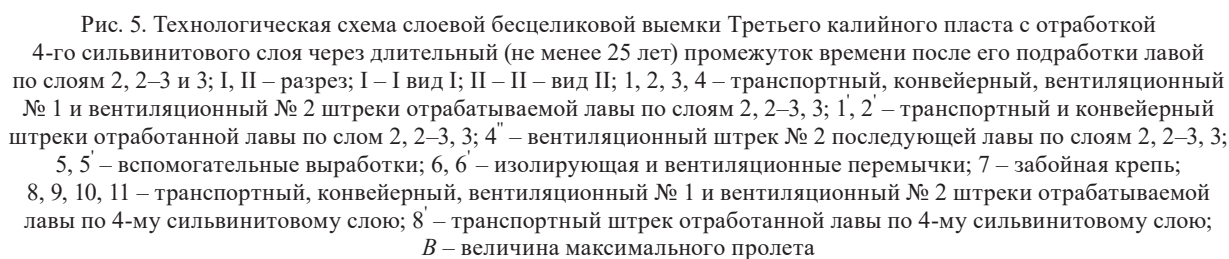 Рис. 5. Технологическая схема слоевой бесцеликовой выемки Третьего калийного пласта с отработкой
4-го сильвинитового слоя через длительный (не менее 25 лет) промежуток времени после его подработки лавой
по слоям 2, 2–3 и 3; I, II – разрез; I – I вид I; II – II – вид II; 1, 2, 3, 4 – транспортный, конвейерный, вентиляционный
№ 1 и вентиляционный № 2 штреки отрабатываемой лавы по слоям 2, 2–3, 3; 1', 2' – транспортный и конвейерный
штреки отработанной лавы по слом 2, 2–3, 3; 4'' – вентиляционный штрек № 2 последующей лавы по слоям 2, 2–3, 3;
5, 5' – вспомогательные выработки; 6, 6' – изолирующая и вентиляционные перемычки; 7 – забойная крепь;
8, 9, 10, 11 – транспортный, конвейерный, вентиляционный № 1 и вентиляционный № 2 штреки отрабатываемой
лавы по 4-му сильвинитовому слою; 8' – транспортный штрек отработанной лавы по 4-му сильвинитовому слою;
B – величина максимального пролета